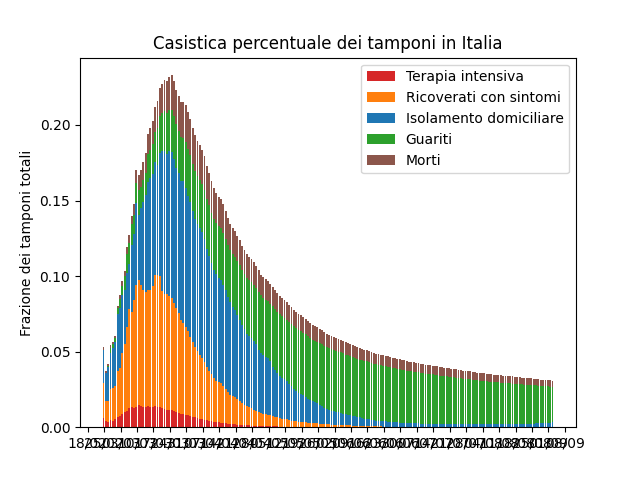 Casistica percentuale dei tamponi in Italia
Terapia intensiva
Ricoverati con sintomi
Isolamento domiciliare
Guariti
Morti
Frazione dei tamponi totali
0.20
0.15
0.10
0.05
0.00